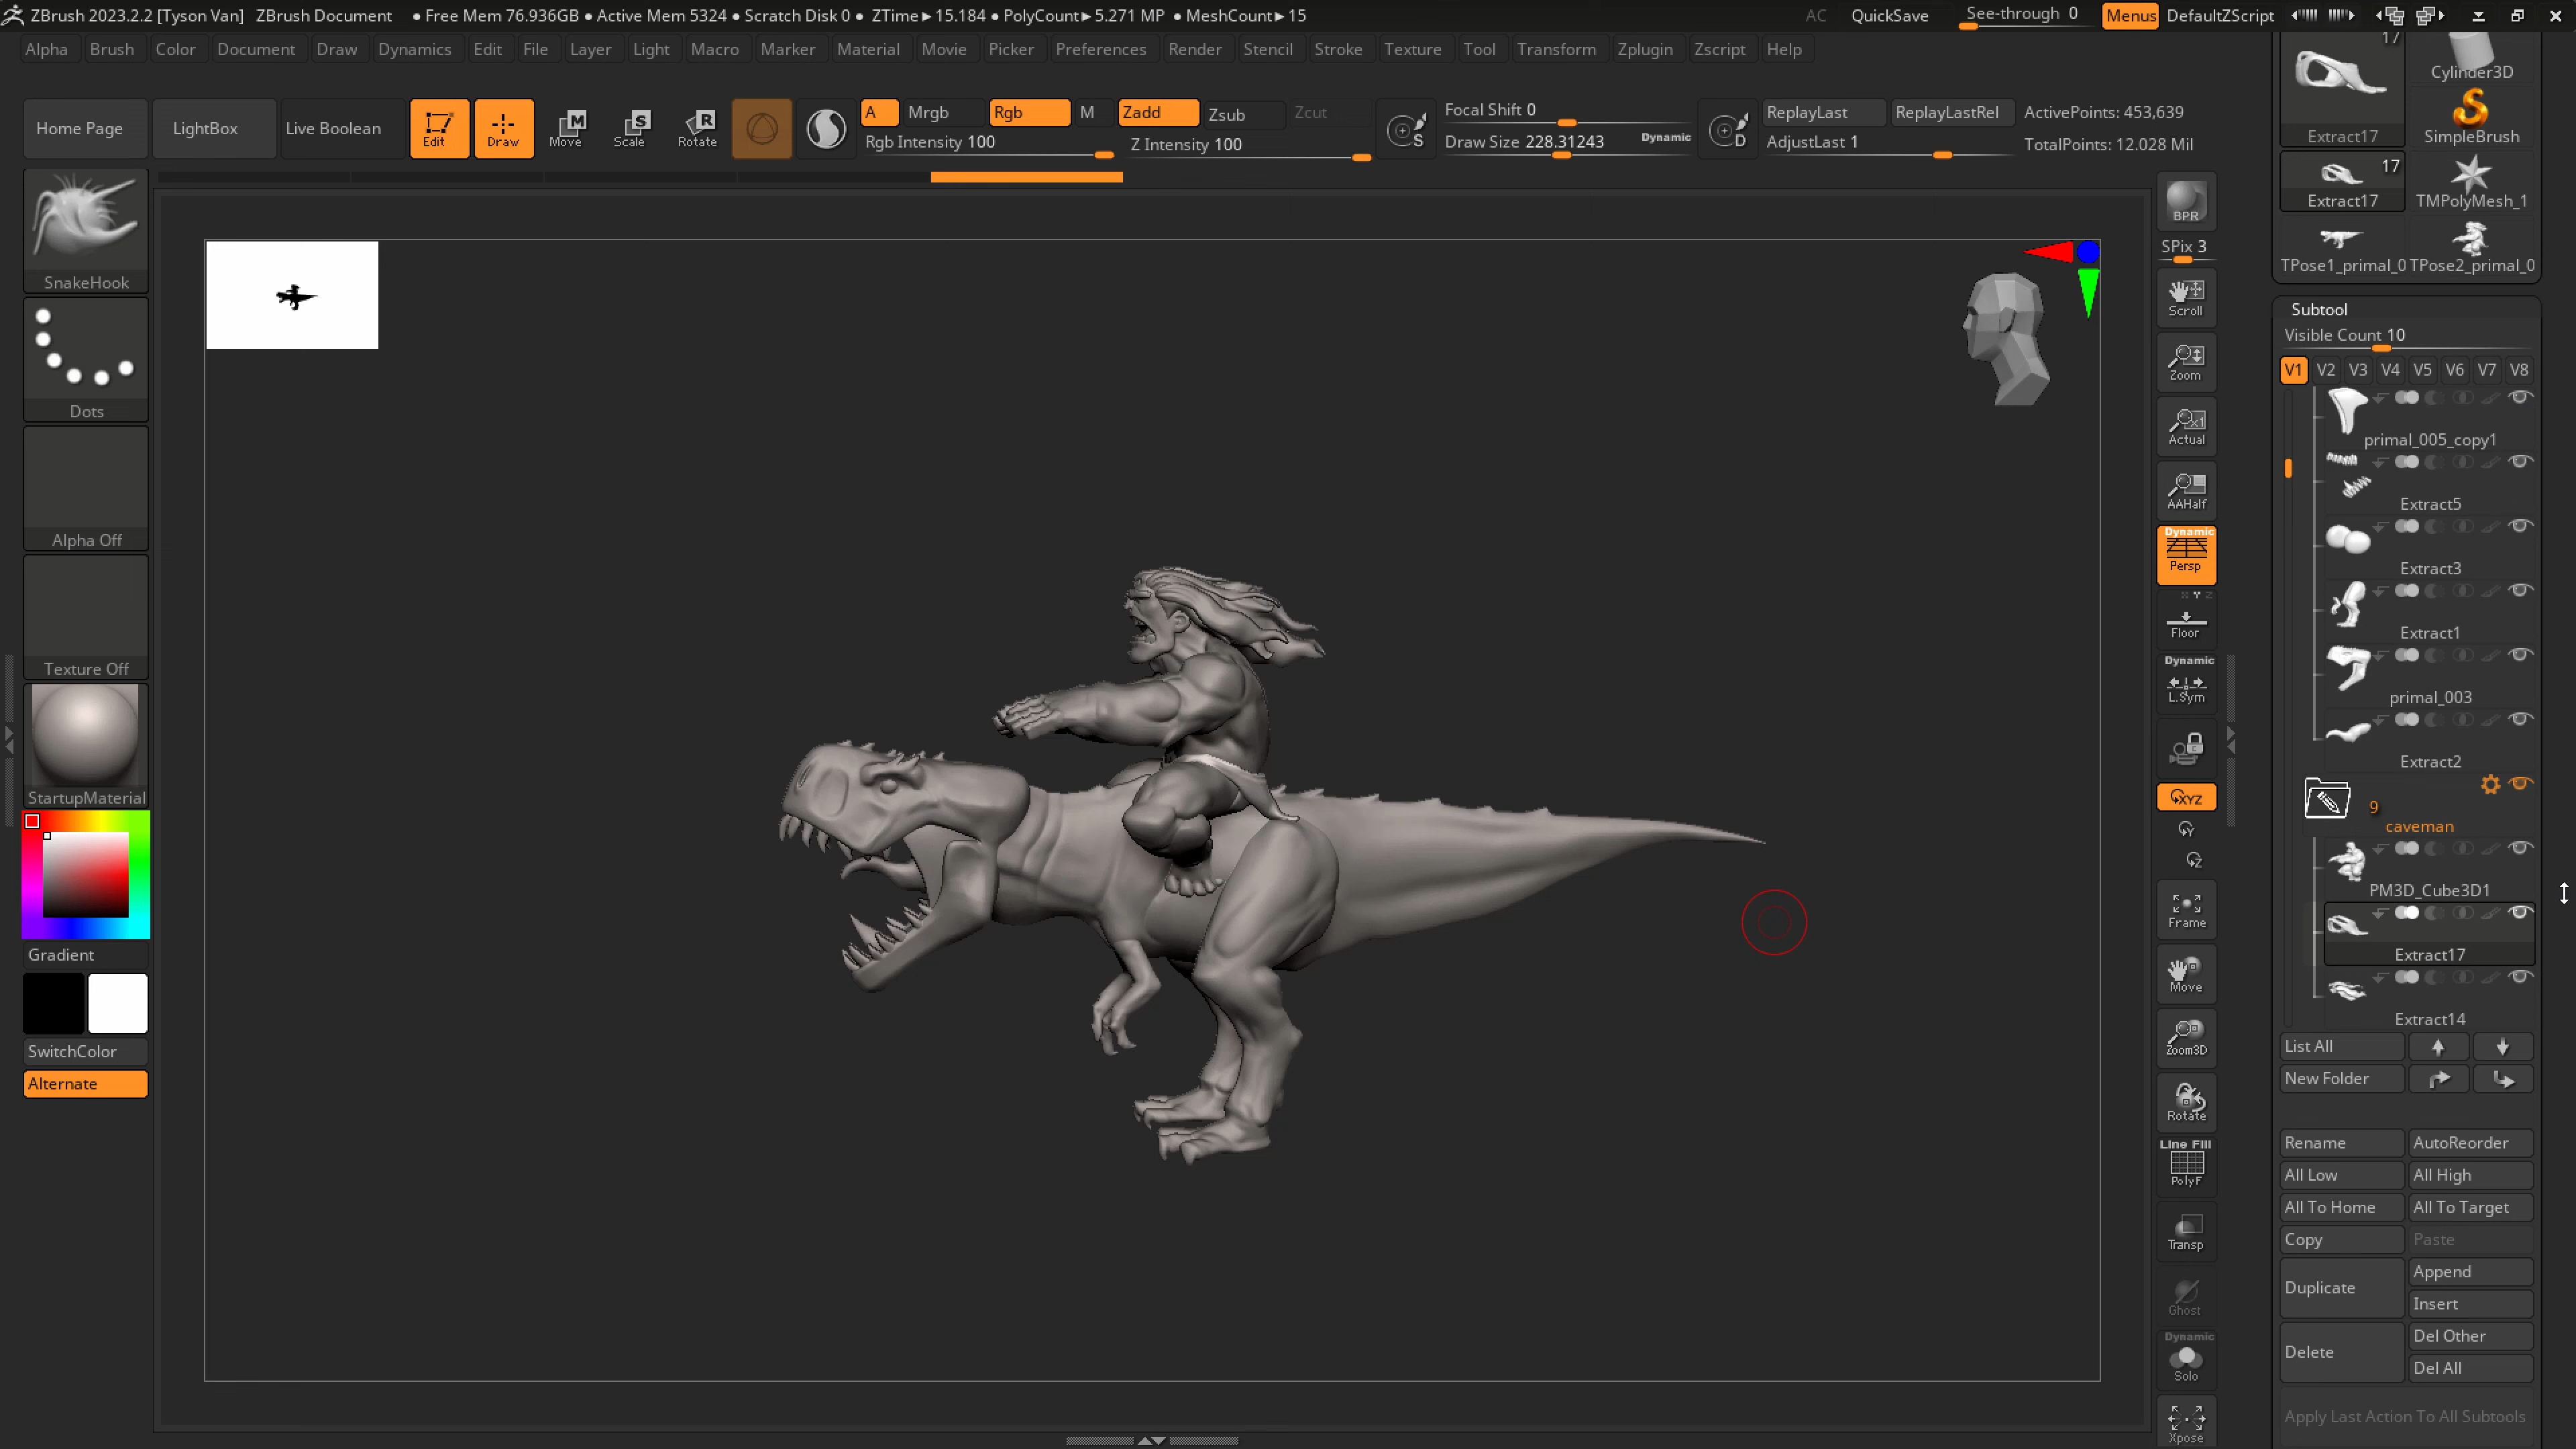 ZBrush 2023.2.2 [Tyson Van] ZBrush Document ● Free Mem 76.936GB ● Active Mem 5324 ● Scratch Disk 0 ● ZTime►15.184 ● PolyCount►5.271 MP ● MeshCount►15 AC QuickSave See-through 0 Menus DefaultZScript
Alpha Brush Color Document Draw Dynamics Edit File Layer Light Macro Marker Material Movie Picker Preferences Render Stencil Stroke Texture Tool Transform Zplugin Zscript Help
Home Page LightBox Live Boolean
Edit Draw
M Move
S Scale
R Rotate
A Mrgb Rgb M
Rgb Intensity 100
Zadd Zsub Zcut
Z Intensity 100
S
Focal Shift 0
Draw Size 228.31243 Dynamic
D
ReplayLast ReplayLastRel
AdjustLast 1
ActivePoints: 453,639
TotalPoints: 12.028 Mil
SnakeHook
Dots
Alpha Off
Texture Off
StartupMaterial
Gradient
SwitchColor
Alternate
BPR
SPix 3
Scroll
Zoom
Actual
AAHalf
Dynamic
Persp
Floor
Dynamic
L.Sym
XYZ
Y
Z
Frame
Move
Zoom3D
Rotate
Line Fill
PolyF
Transp
Ghost
Dynamic
Solo
Xpose
17
Extract17
Cylinder3D
SimpleBrush
17
Extract17
TMPolyMesh_1
TPose1_primal_0 TPose2_primal_0
Subtool
Visible Count 10
V1 V2 V3 V4 V5 V6 V7 V8
primal_005_copy1
Extract5
Extract3
Extract1
primal_003
Extract2
9
caveman
PM3D_Cube3D1
Extract17
Extract14
List All
New Folder
Rename AutoReorder
All Low All High
All To Home All To Target
Copy Paste
Duplicate Append
Insert
Delete Del Other
Del All
Apply Last Action To All Subtools